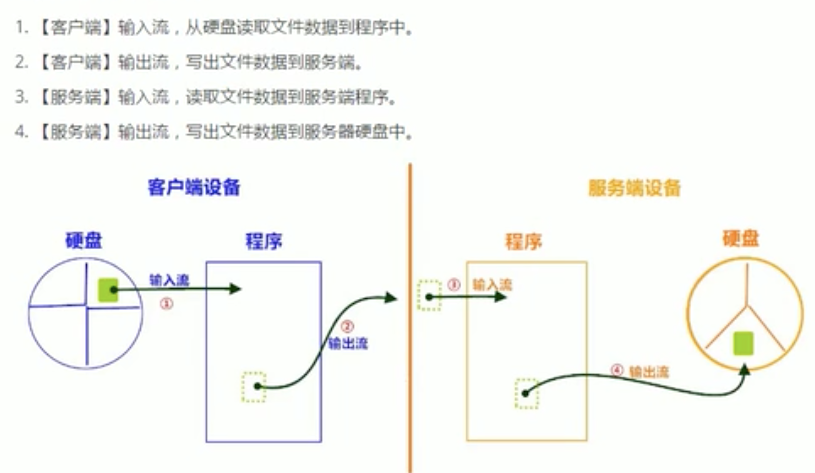 1. 【客户端】输入流，从硬盘读取文件数据到程序中。
2. 【客户端】输出流，写出文件数据到服务端。
3. 【服务端】输入流，读取文件数据到服务端程序。
4. 【服务端】输出流，写出文件数据到服务器硬盘中。
客户端设备
服务端设备
硬盘
程序
程序
硬盘
输入流
①
②
输出流
③ 输入流
④ 输出流